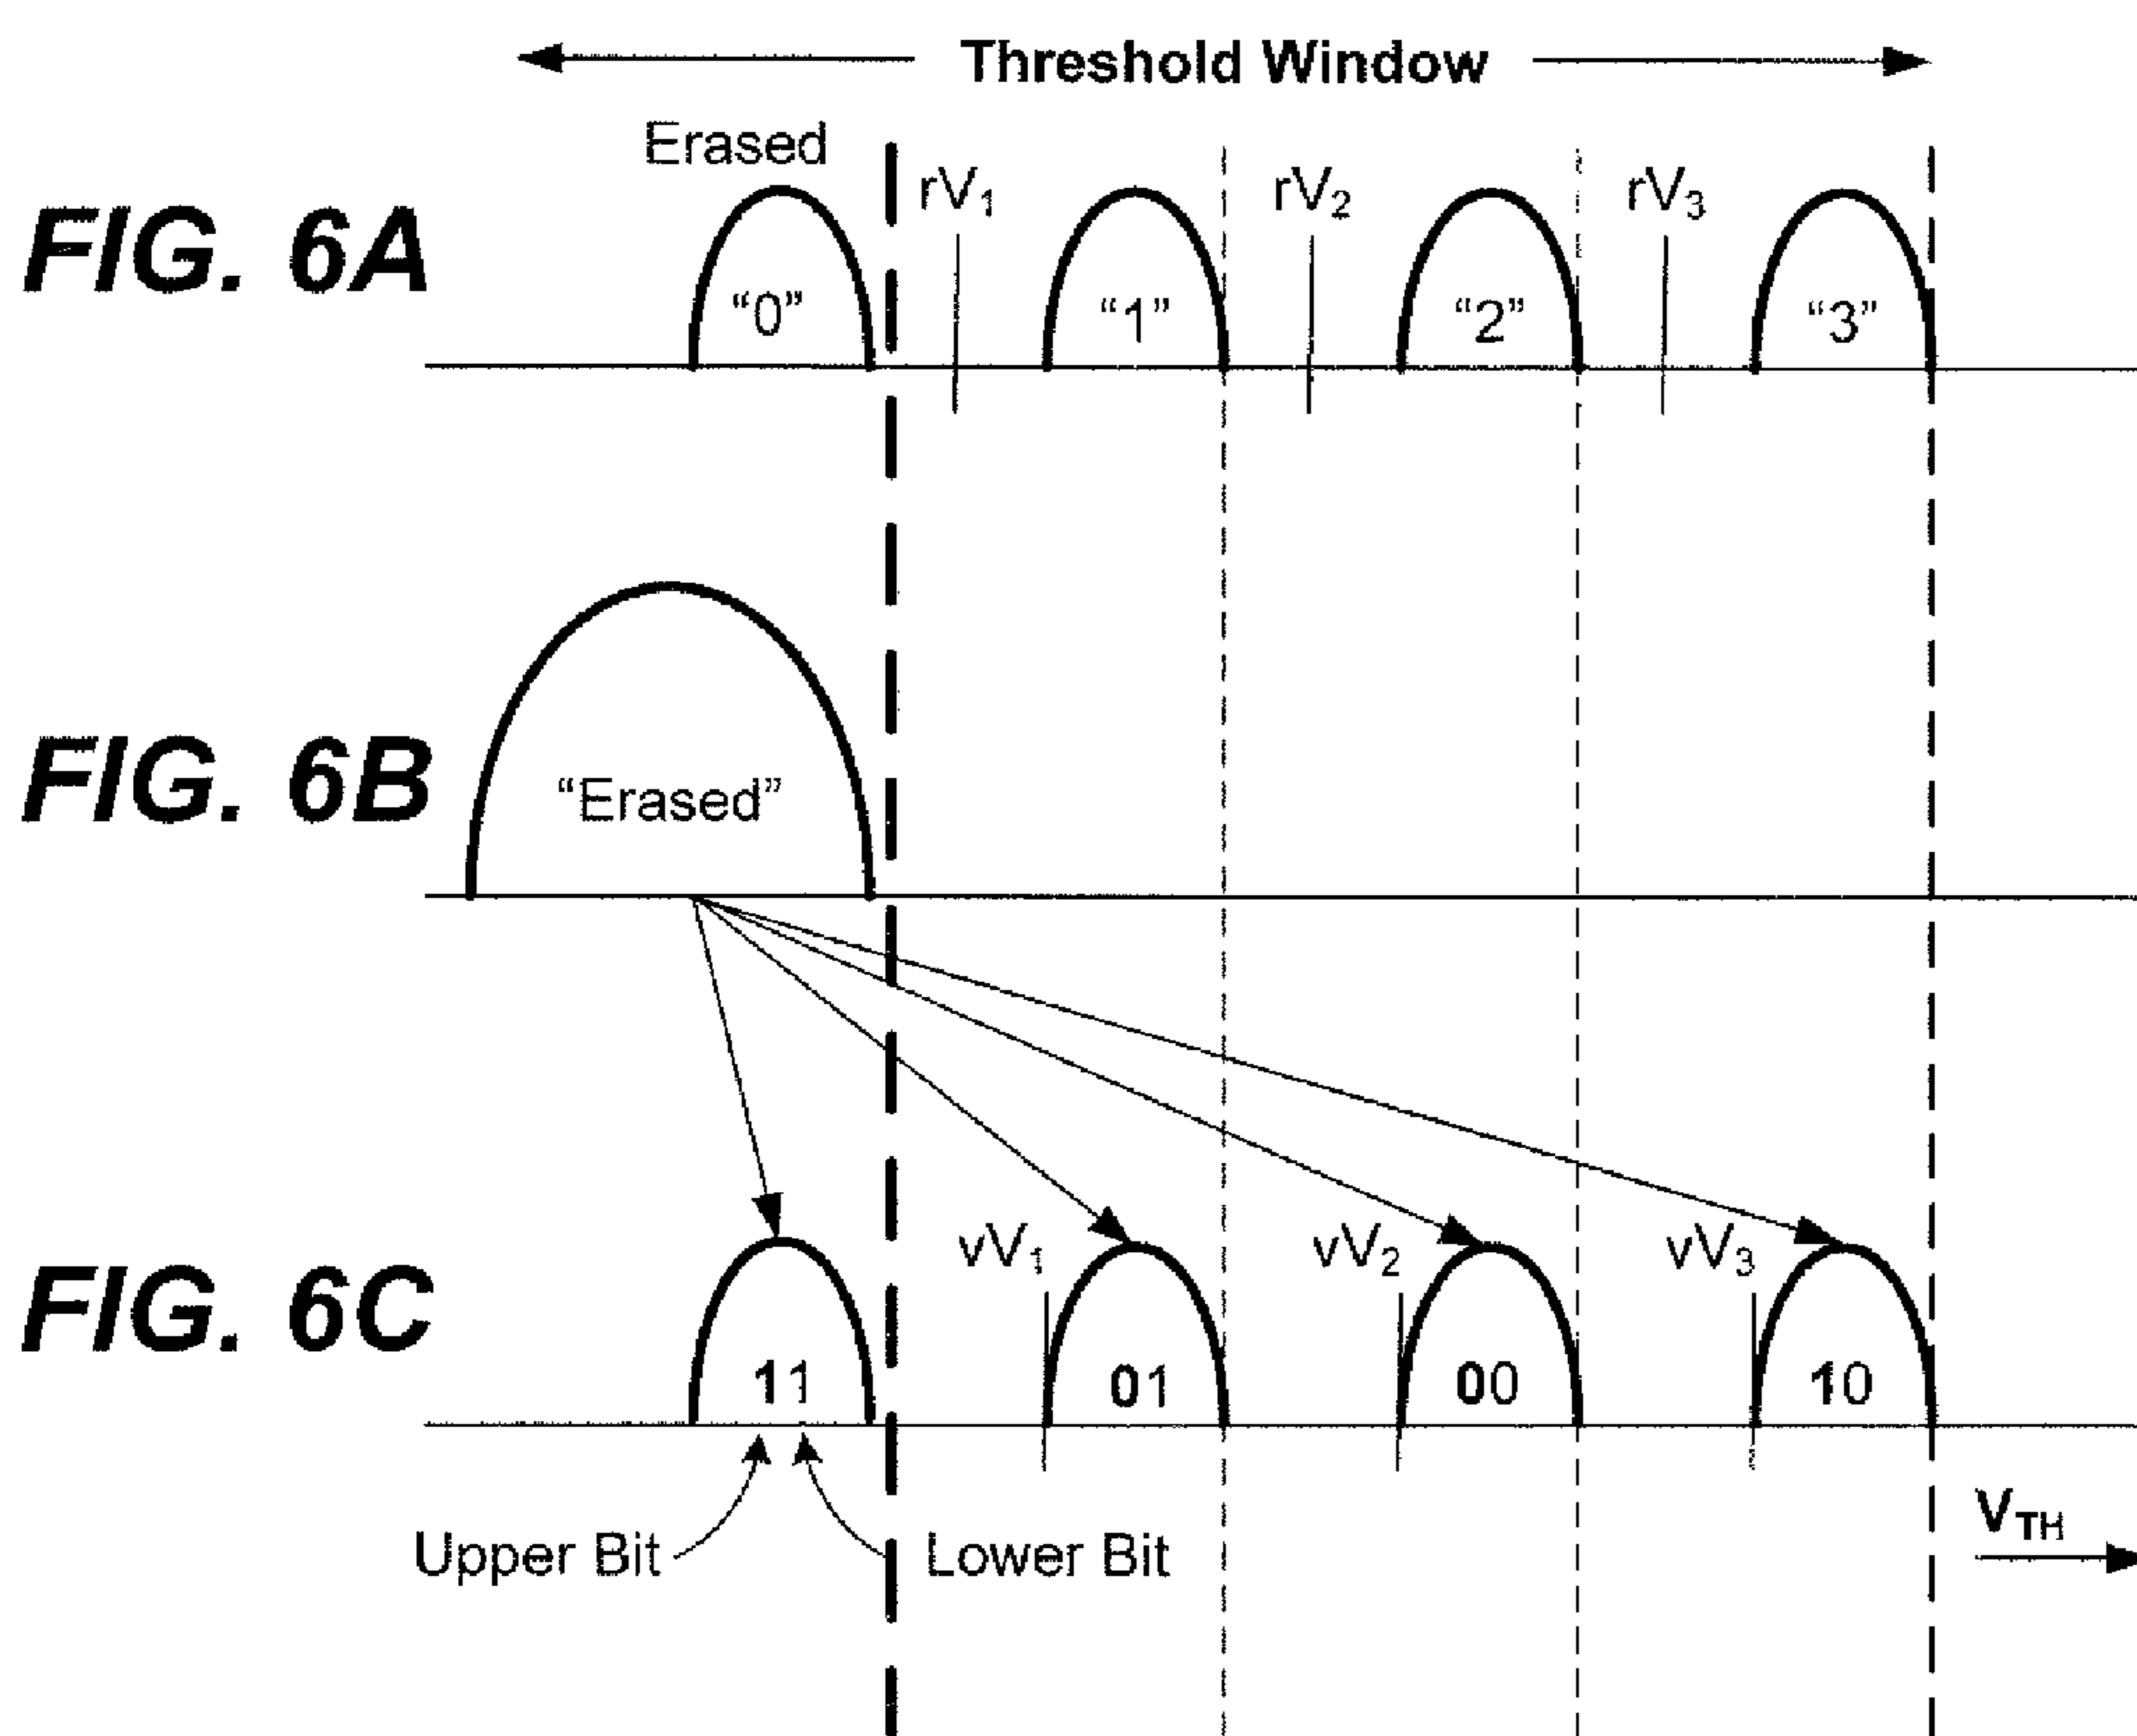 Threshold Window
Erased
FIG. 6A
rV₁ rV₂ rV₃
“0” “1” “2” “3”
FIG. 6B
“Erased”
FIG. 6C
vV₁ vV₂ vV₃
11 01 00 10
Upper Bit Lower Bit
V_TH